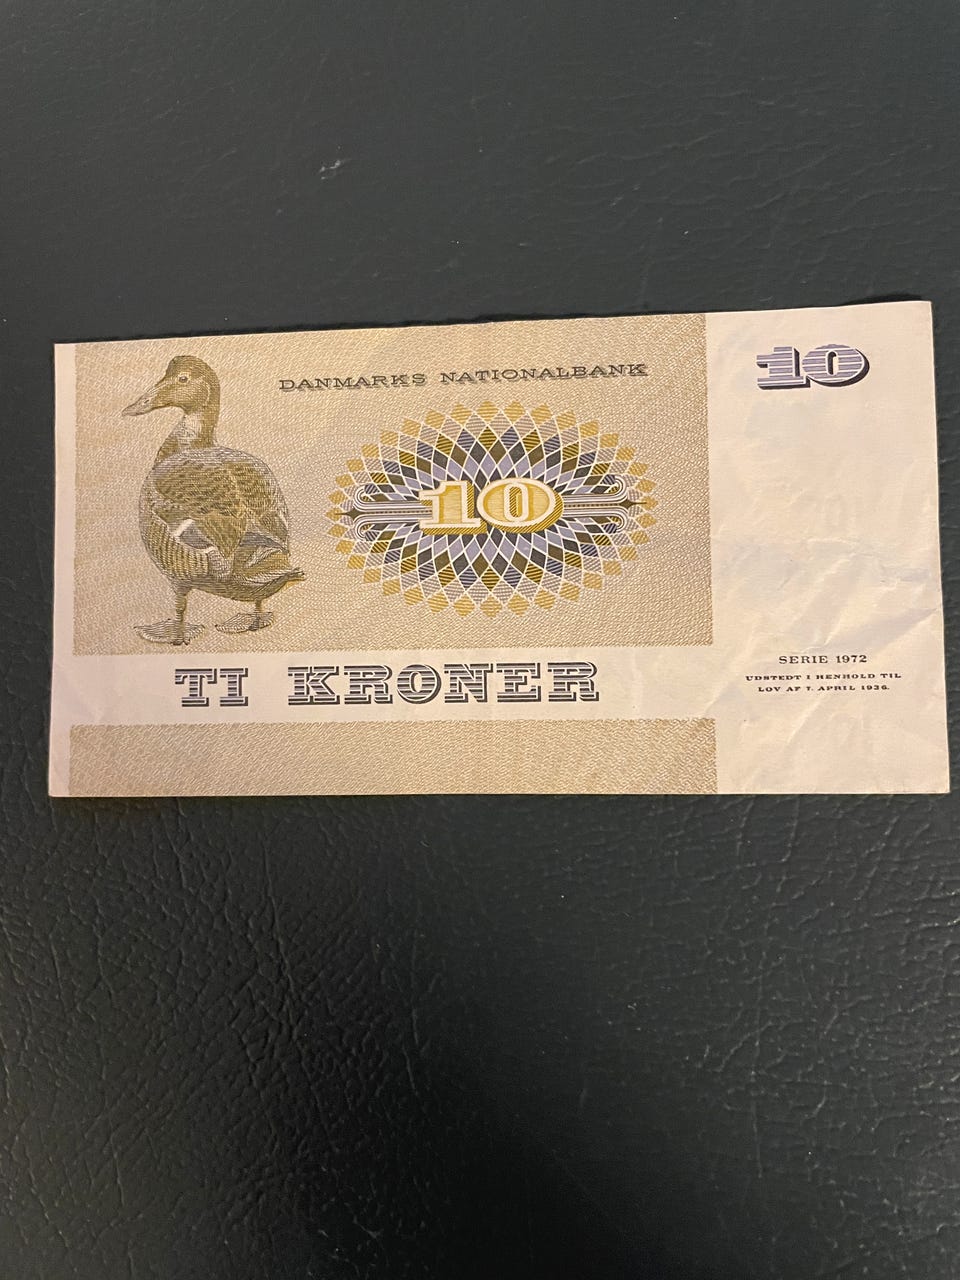 DANMARKS NATIONALBANK
10
10
TI KRONER
SERIE 1972
UDSTEDT I HENHOLD TIL
LOV AF 7. APRIL 1936.